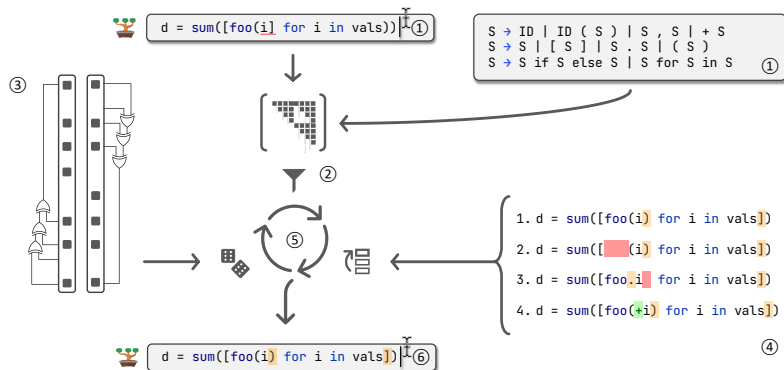 d = sum([foo(i] for i in vals))
①
S → ID | ID ( S ) | S , S | + S
S → S | [ S ] | S . S | ( S )
S → S if S else S | S for S in S
①
③
②
⑤
1. d = sum([foo(i) for i in vals])
2. d = sum([ (i) for i in vals])
3. d = sum([foo.i for i in vals])
4. d = sum([foo(+i) for i in vals])
④
d = sum([foo(i) for i in vals])
⑥